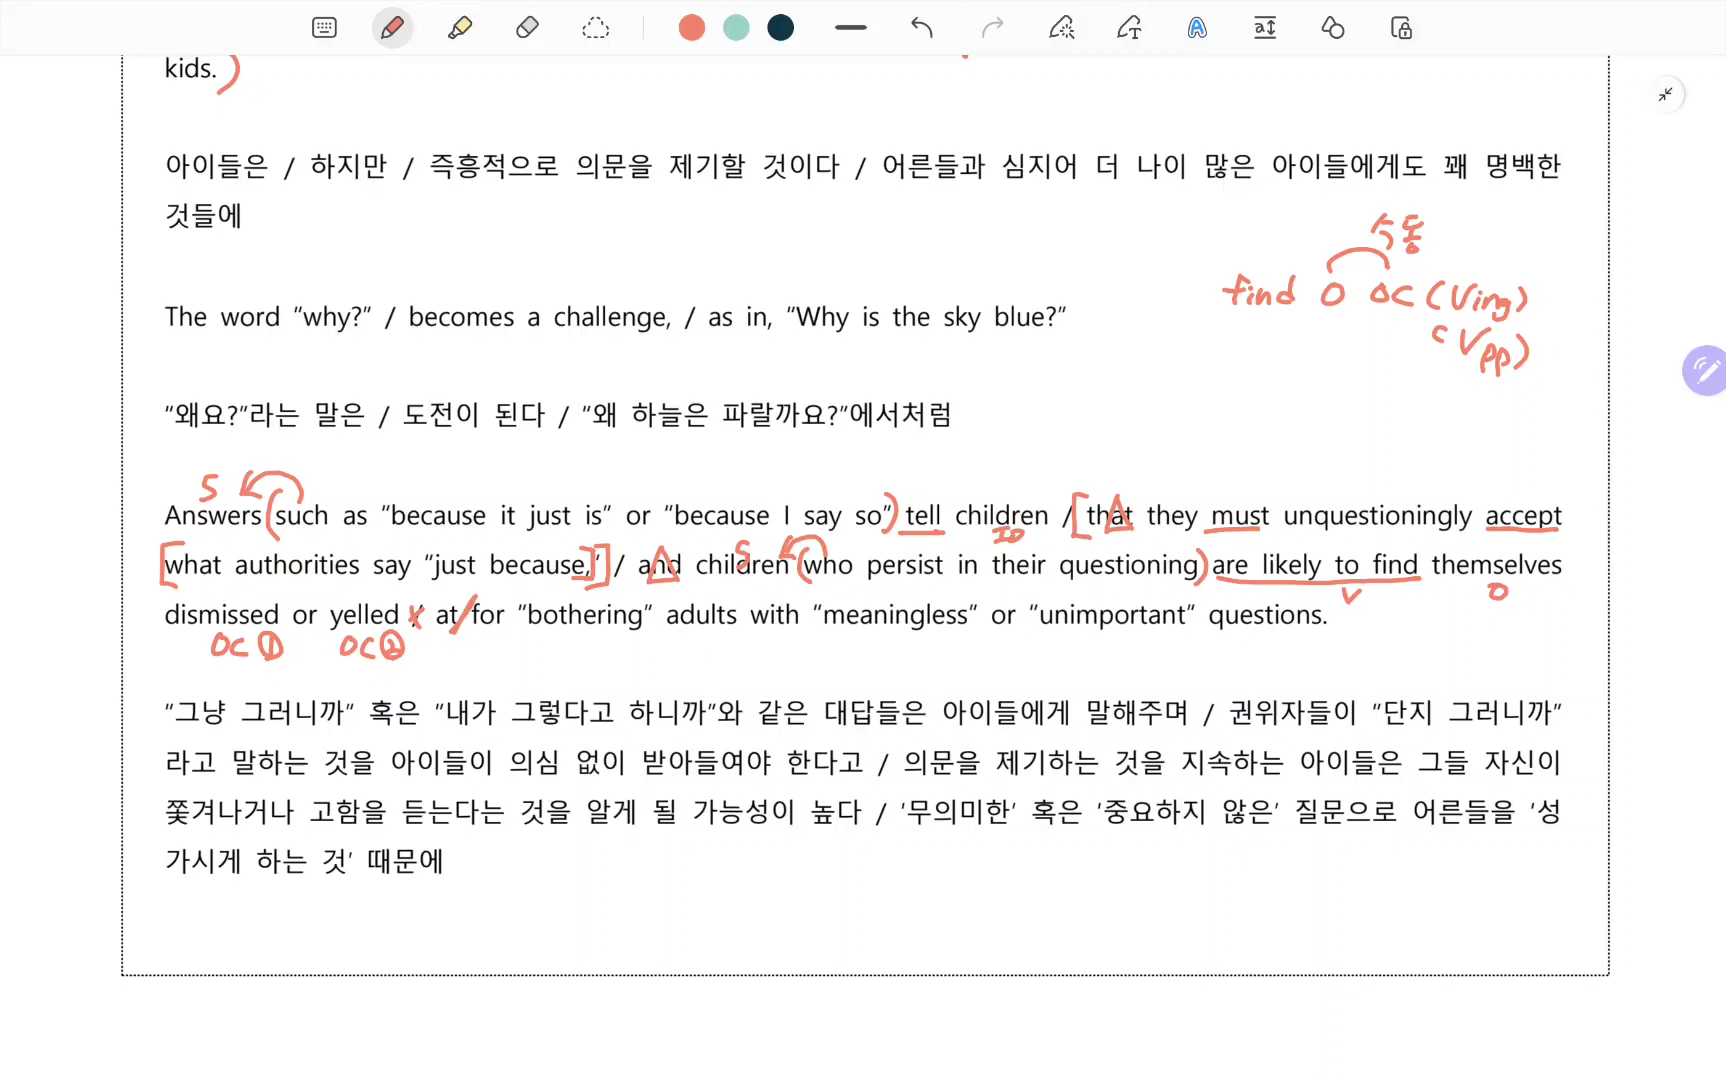 kids. )
아이들은 / 하지만 / 즉흥적으로 의문을 제기할 것이다 / 어른들과 심지어 더 나이 많은 아이들에게도 꽤 명백한
것들에
수동
find O OC (Ving)
(Vpp)
The word "why?" / becomes a challenge, / as in, "Why is the sky blue?"
"왜요?"라는 말은 / 도전이 된다 / "왜 하늘은 파랄까요?"에서처럼
S
Answers (such as "because it just is" or "because I say so") tell children / [that they must unquestioningly accept
IO
S
[what authorities say "just because,"]] / and children (who persist in their questioning) are likely to find themselves
V O
dismissed or yelled / at/for "bothering" adults with "meaningless" or "unimportant" questions.
OC① OC②
"그냥 그러니까" 혹은 "내가 그렇다고 하니까"와 같은 대답들은 아이들에게 말해주며 / 권위자들이 "단지 그러니까"
라고 말하는 것을 아이들이 의심 없이 받아들여야 한다고 / 의문을 제기하는 것을 지속하는 아이들은 그들 자신이
쫓겨나거나 고함을 듣는다는 것을 알게 될 가능성이 높다 / '무의미한' 혹은 '중요하지 않은' 질문으로 어른들을 '성
가시게 하는 것' 때문에